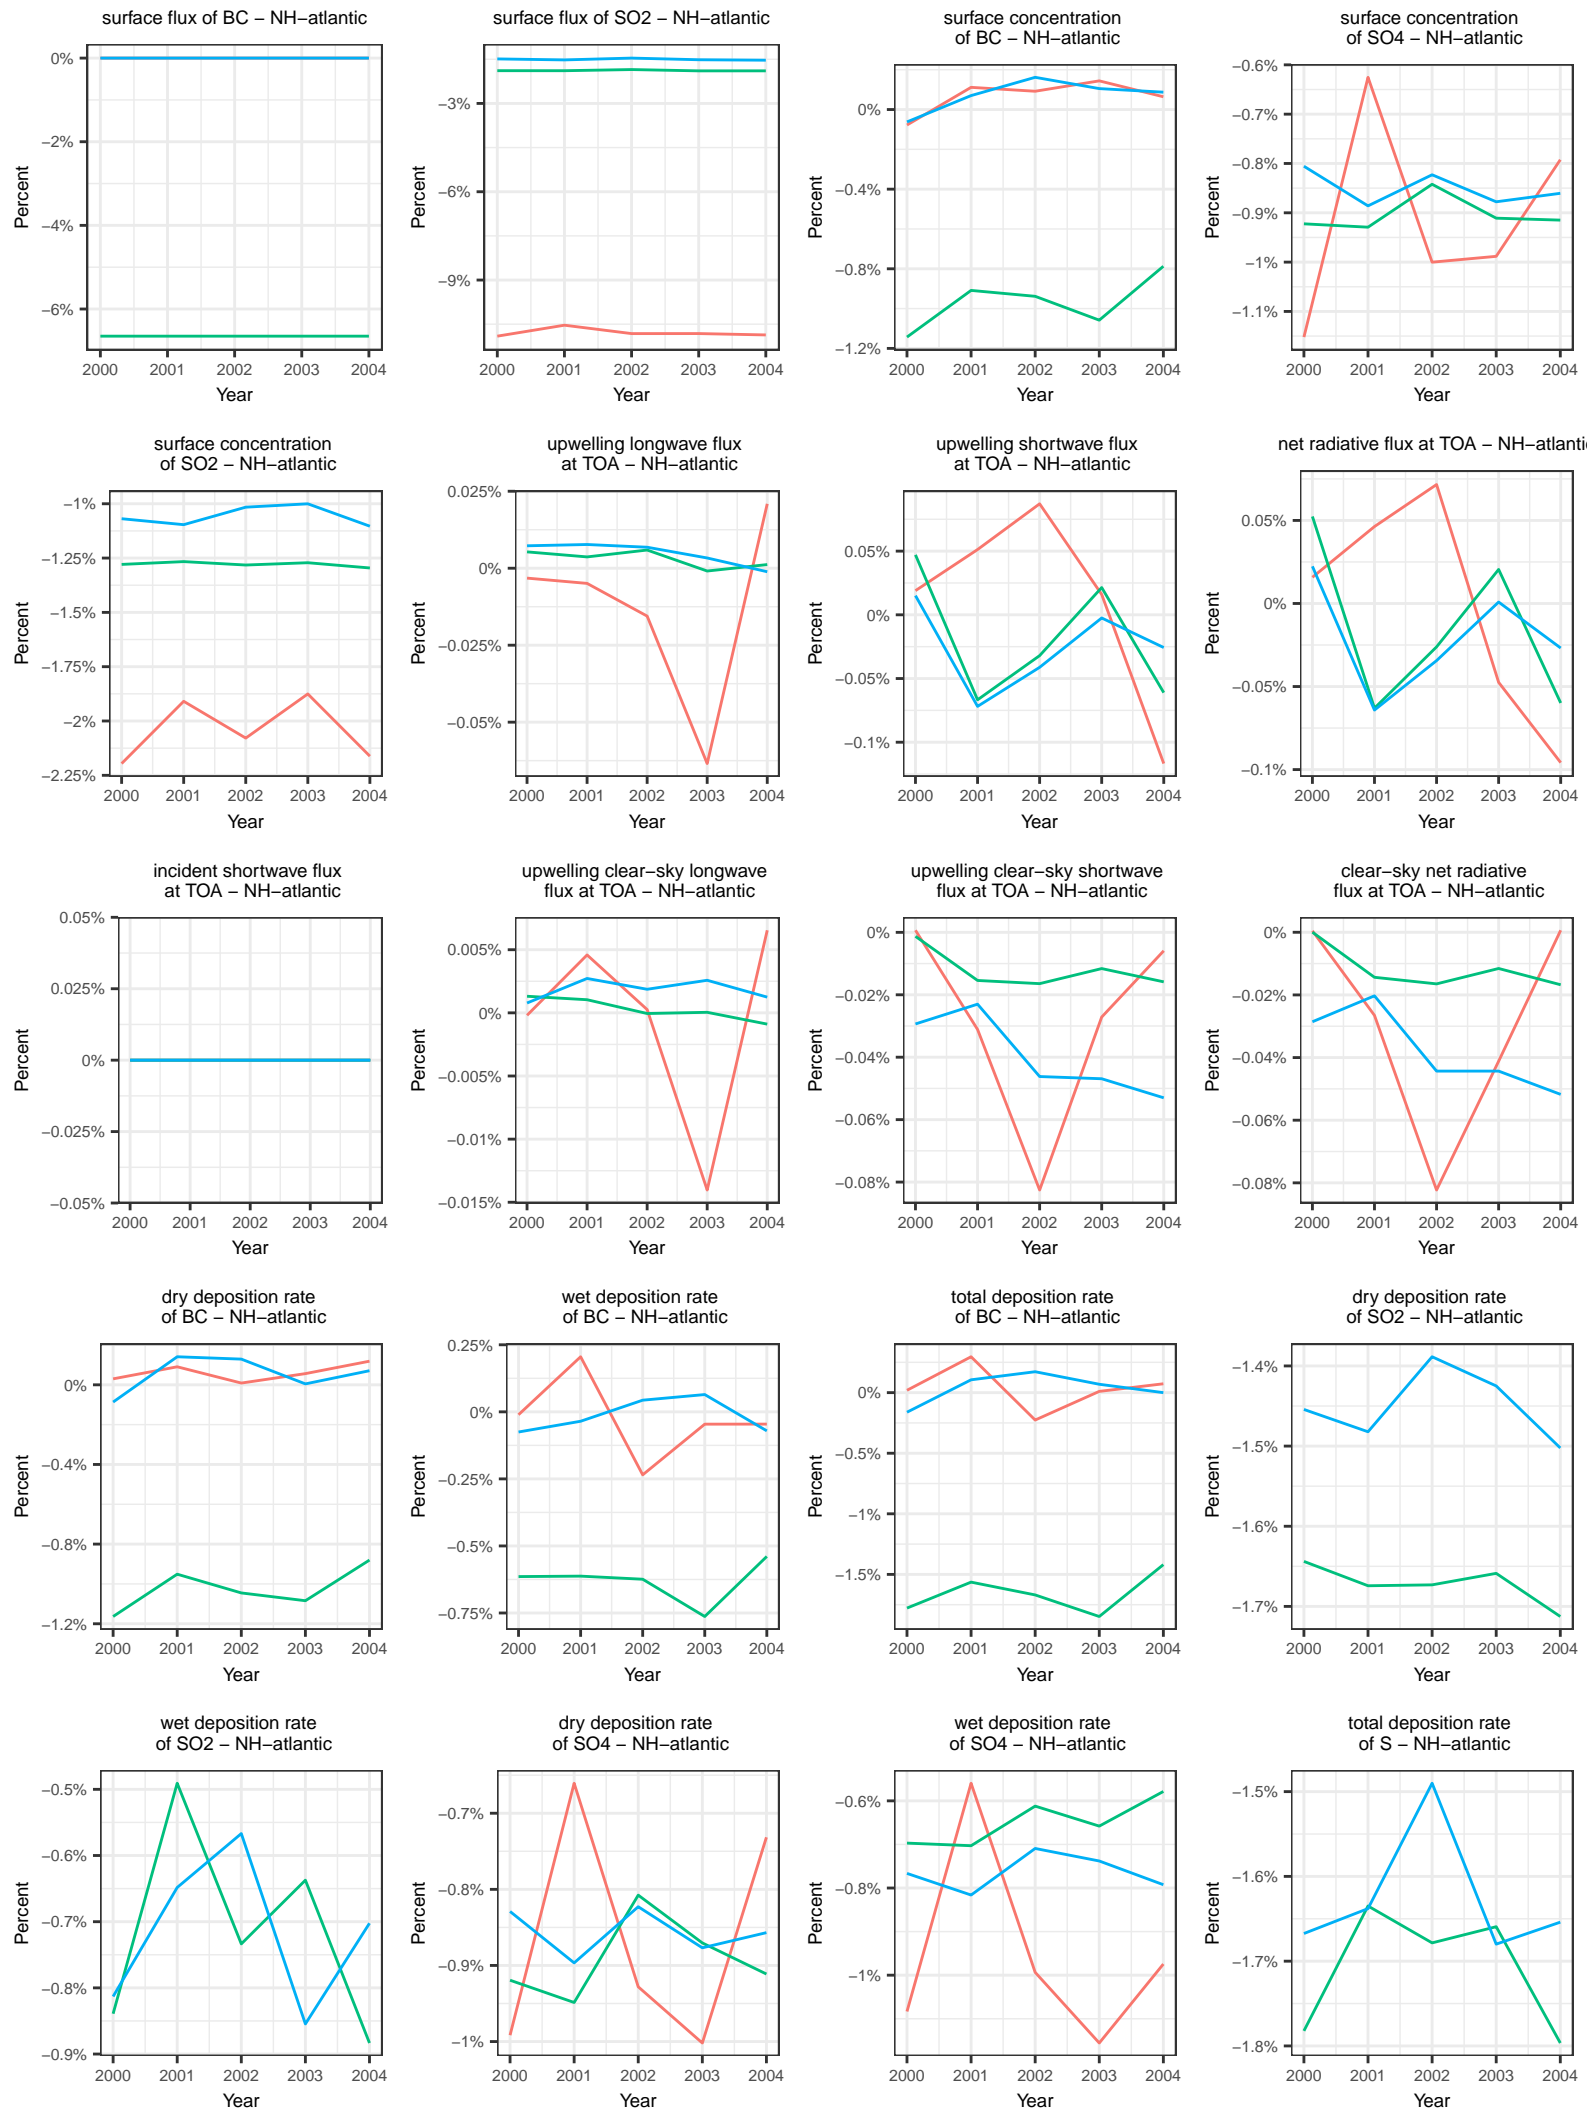 surface flux of BC − NH−atlantic
0%
−2%
−4%
−6%
Percent
2000 2001 2002 2003 2004
Year
surface flux of SO2 − NH−atlantic
−3%
−6%
−9%
Percent
2000 2001 2002 2003 2004
Year
surface concentration
of BC − NH−atlantic
0%
−0.4%
−0.8%
−1.2%
Percent
2000 2001 2002 2003 2004
Year
surface concentration
of SO4 − NH−atlantic
−0.6%
−0.7%
−0.8%
−0.9%
−1%
−1.1%
Percent
2000 2001 2002 2003 2004
Year
surface concentration
of SO2 − NH−atlantic
−1%
−1.25%
−1.5%
−1.75%
−2%
−2.25%
Percent
2000 2001 2002 2003 2004
Year
upwelling longwave flux
at TOA − NH−atlantic
0.025%
0%
−0.025%
−0.05%
Percent
2000 2001 2002 2003 2004
Year
upwelling shortwave flux
at TOA − NH−atlantic
0.05%
0%
−0.05%
−0.1%
Percent
2000 2001 2002 2003 2004
Year
net radiative flux at TOA − NH−atlanti
0.05%
0%
−0.05%
−0.1%
Percent
2000 2001 2002 2003 2004
Year
incident shortwave flux
at TOA − NH−atlantic
0.05%
0.025%
0%
−0.025%
−0.05%
Percent
2000 2001 2002 2003 2004
Year
upwelling clear−sky longwave
flux at TOA − NH−atlantic
0.005%
0%
−0.005%
−0.01%
−0.015%
Percent
2000 2001 2002 2003 2004
Year
upwelling clear−sky shortwave
flux at TOA − NH−atlantic
0%
−0.02%
−0.04%
−0.06%
−0.08%
Percent
2000 2001 2002 2003 2004
Year
clear−sky net radiative
flux at TOA − NH−atlantic
0%
−0.02%
−0.04%
−0.06%
−0.08%
Percent
2000 2001 2002 2003 2004
Year
dry deposition rate
of BC − NH−atlantic
0%
−0.4%
−0.8%
−1.2%
Percent
2000 2001 2002 2003 2004
Year
wet deposition rate
of BC − NH−atlantic
0.25%
0%
−0.25%
−0.5%
−0.75%
Percent
2000 2001 2002 2003 2004
Year
total deposition rate
of BC − NH−atlantic
0%
−0.5%
−1%
−1.5%
Percent
2000 2001 2002 2003 2004
Year
dry deposition rate
of SO2 − NH−atlantic
−1.4%
−1.5%
−1.6%
−1.7%
Percent
2000 2001 2002 2003 2004
Year
wet deposition rate
of SO2 − NH−atlantic
−0.5%
−0.6%
−0.7%
−0.8%
−0.9%
Percent
2000 2001 2002 2003 2004
Year
dry deposition rate
of SO4 − NH−atlantic
−0.7%
−0.8%
−0.9%
−1%
Percent
2000 2001 2002 2003 2004
Year
wet deposition rate
of SO4 − NH−atlantic
−0.6%
−0.8%
−1%
Percent
2000 2001 2002 2003 2004
Year
total deposition rate
of S − NH−atlantic
−1.5%
−1.6%
−1.7%
−1.8%
Percent
2000 2001 2002 2003 2004
Year